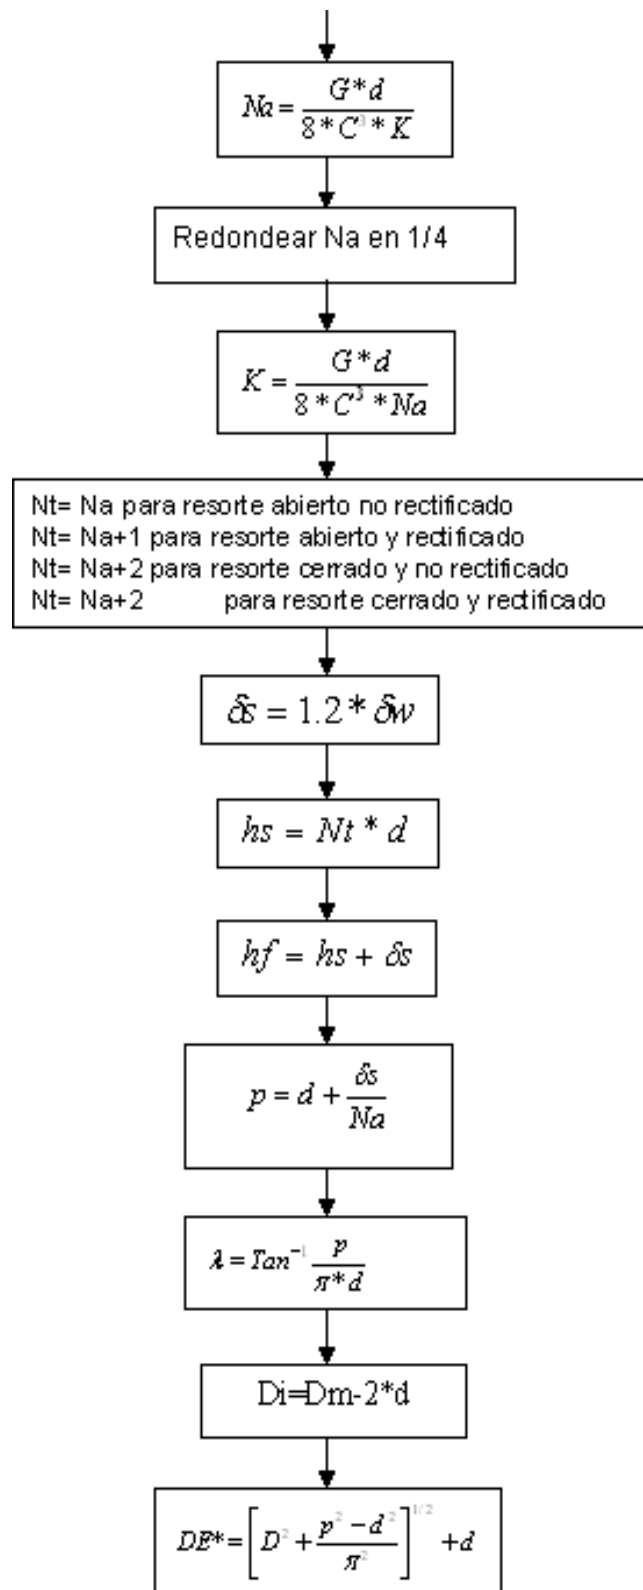 Na = G * d / 8 * C³ * K
Redondear Na en 1/4
K = G * d / 8 * C³ * Na
Nt= Na para resorte abierto no rectificado
Nt= Na+1 para resorte abierto y rectificado
Nt= Na+2 para resorte cerrado y no rectificado
Nt= Na+2 para resorte cerrado y rectificado
δs = 1.2 * δw
hs = Nt * d
hf = hs + δs
p = d + δs / Na
λ = Tan⁻¹ p / π * d
Di=Dm-2*d
DE* = [D² + p² - d² / π²]^1/2 + d